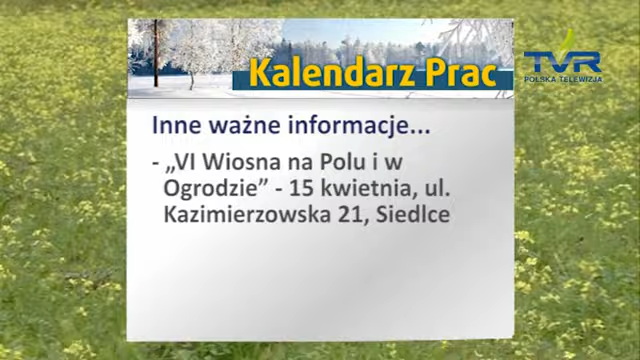 Kalendarz Prac
TVR
POLSKA TELEWIZJA
Inne ważne informacje...
- „VI Wiosna na Polu i w
Ogrodzie” - 15 kwietnia, ul.
Kazimierzowska 21, Siedlce